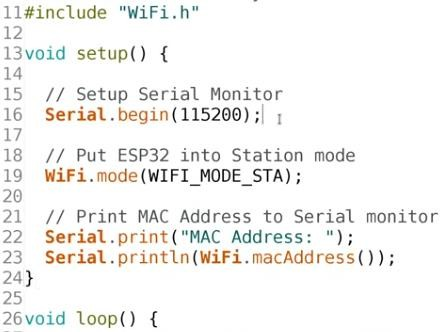 11#include "WiFi.h"
12
13void setup() {
14
15  // Setup Serial Monitor
16  Serial.begin(115200);
17
18  // Put ESP32 into Station mode
19  WiFi.mode(WIFI_MODE_STA);
20
21  // Print MAC Address to Serial monitor
22  Serial.print("MAC Address: ");
23  Serial.println(WiFi.macAddress());
24}
25
26void loop() {